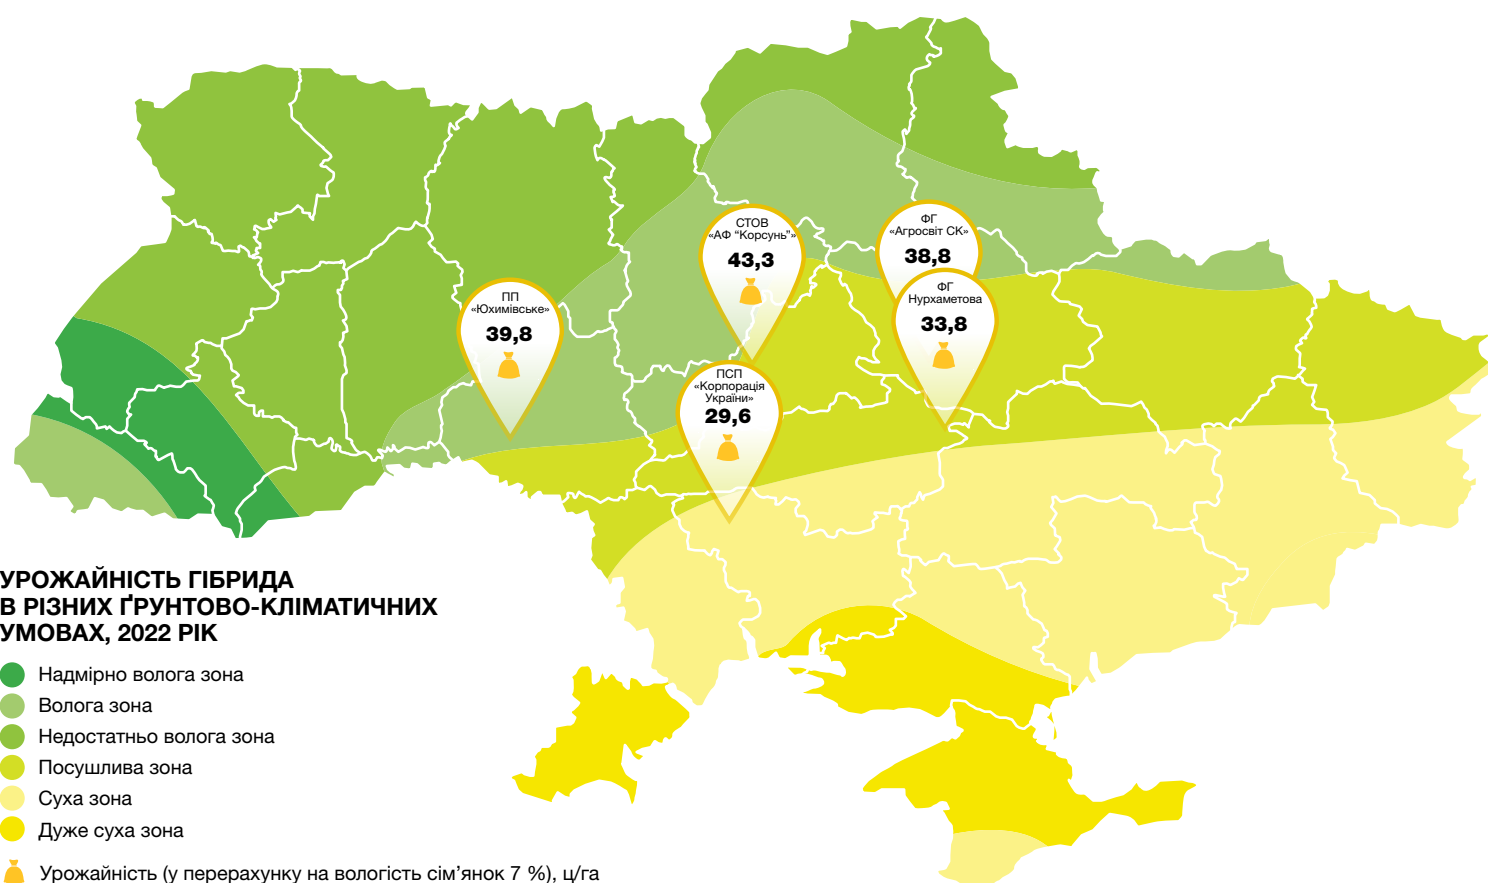 СТОВ
«АФ “Корсунь”»
43,3
ФГ
«Агросвіт СК»
38,8
ФГ
Нурхаметова
33,8
ПП
«Юхимівське»
39,8
ПСП
«Корпорація
України»
29,6
УРОЖАЙНІСТЬ ГІБРИДА
В РІЗНИХ ҐРУНТОВО-КЛІМАТИЧНИХ
УМОВАХ, 2022 РІК
Надмірно волога зона
Волога зона
Недостатньо волога зона
Посушлива зона
Суха зона
Дуже суха зона
Урожайність (у перерахунку на вологість сім’янок 7 %), ц/га